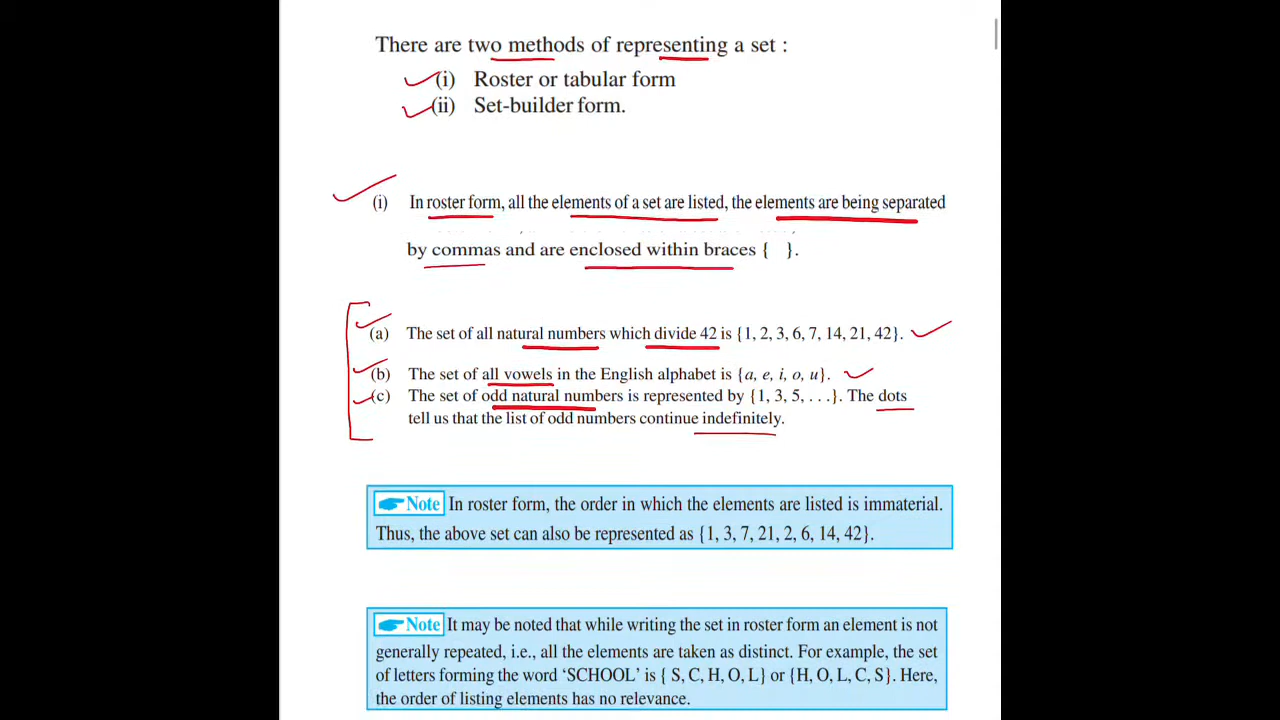 There are two methods of representing a set :
(i) Roster or tabular form
(ii) Set-builder form.
(i) In roster form, all the elements of a set are listed, the elements are being separated
by commas and are enclosed within braces { }.
(a) The set of all natural numbers which divide 42 is {1, 2, 3, 6, 7, 14, 21, 42}.
(b) The set of all vowels in the English alphabet is {a, e, i, o, u}.
(c) The set of odd natural numbers is represented by {1, 3, 5, . . .}. The dots
tell us that the list of odd numbers continue indefinitely.
Note In roster form, the order in which the elements are listed is immaterial.
Thus, the above set can also be represented as {1, 3, 7, 21, 2, 6, 14, 42}.
Note It may be noted that while writing the set in roster form an element is not
generally repeated, i.e., all the elements are taken as distinct. For example, the set
of letters forming the word ‘SCHOOL’ is { S, C, H, O, L} or {H, O, L, C, S}. Here,
the order of listing elements has no relevance.